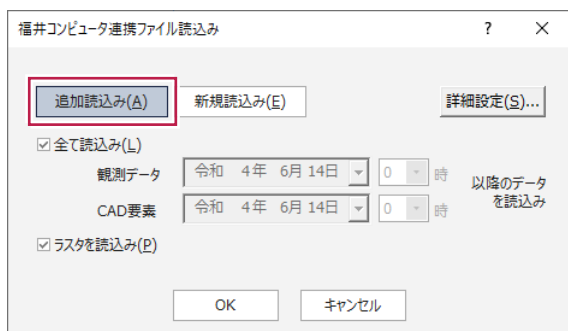 福井コンピュータ連携ファイル読込み ? ×
追加読込み(A) 新規読込み(E) 詳細設定(S)...
全て読込み(L)
観測データ 令和 4年 6月 14日 0 時
以降のデータ
を読込み
CAD要素 令和 4年 6月 14日 0 時
ラスタを読込み(P)
OK キャンセル